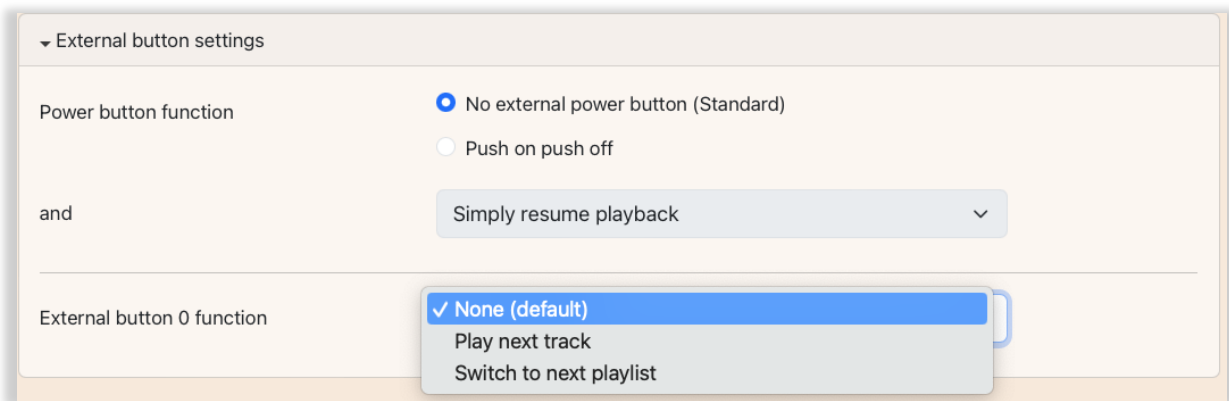 External button settings
Power button function
No external power button (Standard)
Push on push off
and
Simply resume playback
External button 0 function
✓ None (default)
Play next track
Switch to next playlist